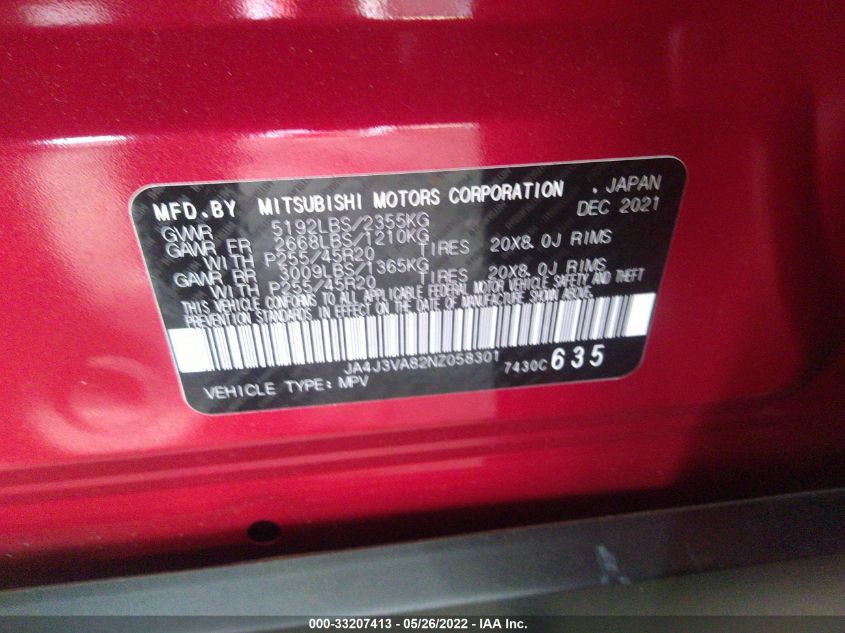 MFD.BY MITSUBISHI MOTORS CORPORATION . JAPAN
DEC 2021
GVWR 5192LBS/2355KG
GAWR FR 2668LBS/1210KG
WITH P255/45R20 TIRES 20X8.0J RIMS
GAWR RR 3009LBS/1365KG
WITH P255/45R20 TIRES 20X8.0J RIMS
THIS VEHICLE CONFORMS TO ALL APPLICABLE FEDERAL MOTOR VEHICLE SAFETY AND THEFT
PREVENTION STANDARDS IN EFFECT ON THE DATE OF MANUFACTURE SHOWN ABOVE.
JA4J3VA82NZ058301 7430C 635
VEHICLE TYPE: MPV
000-33207413 - 05/26/2022 - IAA Inc.